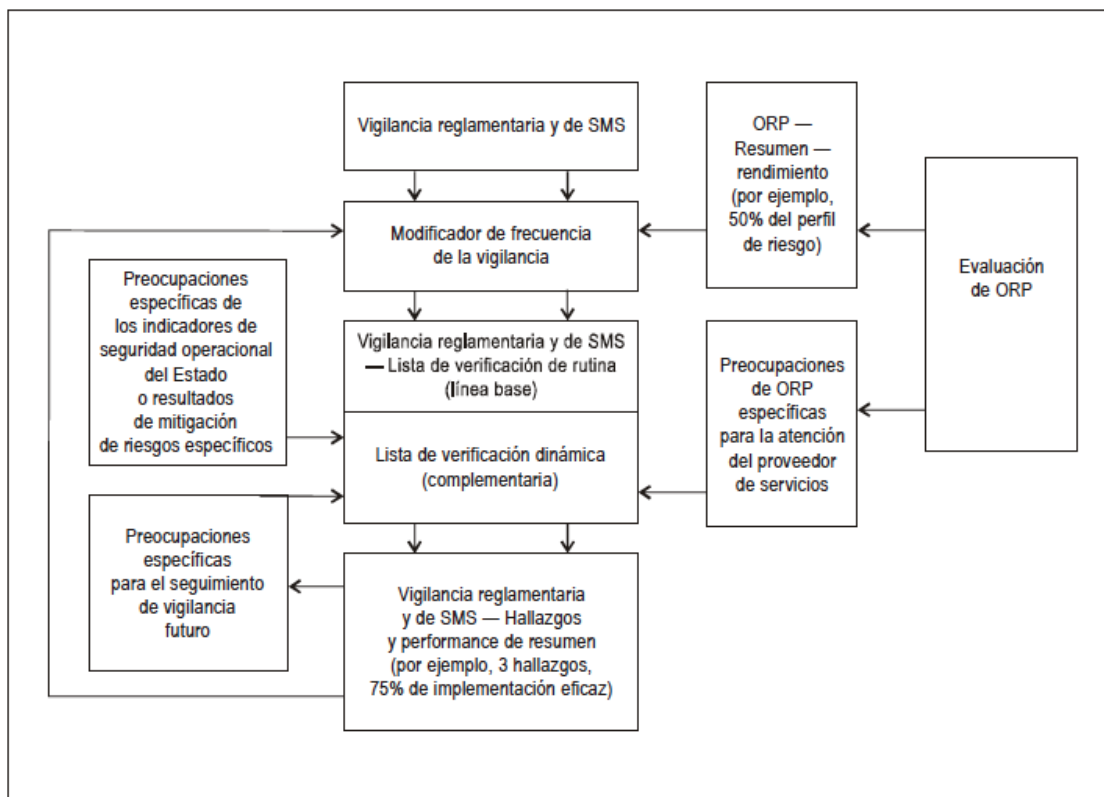 Vigilancia reglamentaria y de SMS
ORP —
Resumen —
rendimiento
(por ejemplo,
50% del perfil
de riesgo)
Evaluación
de ORP
Modificador de frecuencia
de la vigilancia
Preocupaciones
específicas de
los indicadores de
seguridad operacional
del Estado
o resultados
de mitigación
de riesgos específicos
Vigilancia reglamentaria y de SMS
— Lista de verificación de rutina
(línea base)
Lista de verificación dinámica
(complementaria)
Preocupaciones
de ORP
específicas
para la atención
del proveedor
de servicios
Preocupaciones
específicas
para el seguimiento
de vigilancia
futuro
Vigilancia reglamentaria
y de SMS — Hallazgos
y performance de resumen
(por ejemplo, 3 hallazgos,
75% de implementación eficaz)